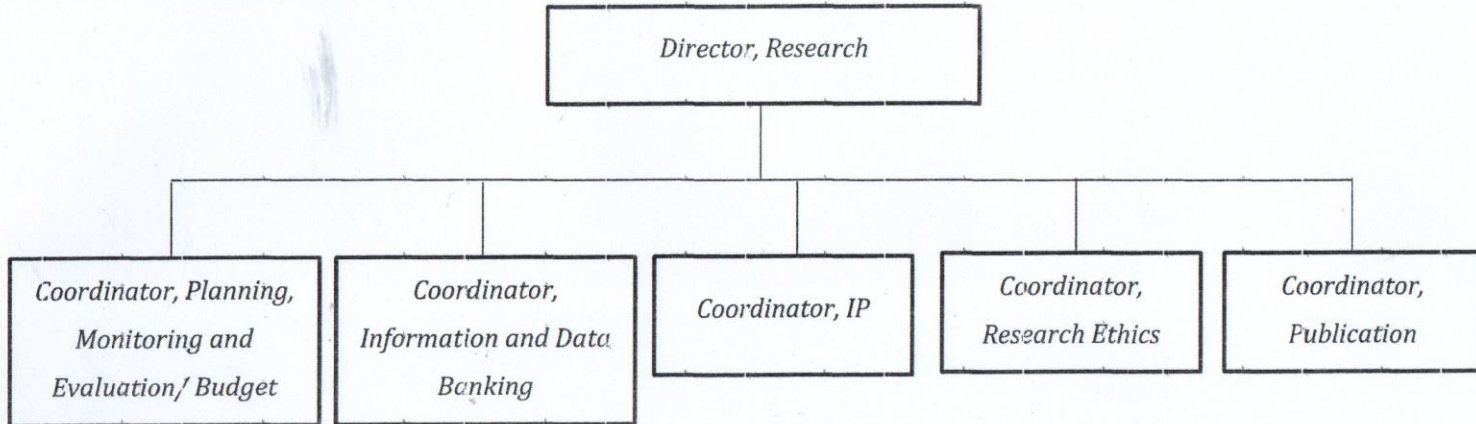 Director, Research
Coordinator, Planning,
Monitoring and
Evaluation/ Budget
Coordinator,
Information and Data
Banking
Coordinator, IP
Coordinator,
Research Ethics
Coordinator,
Publication